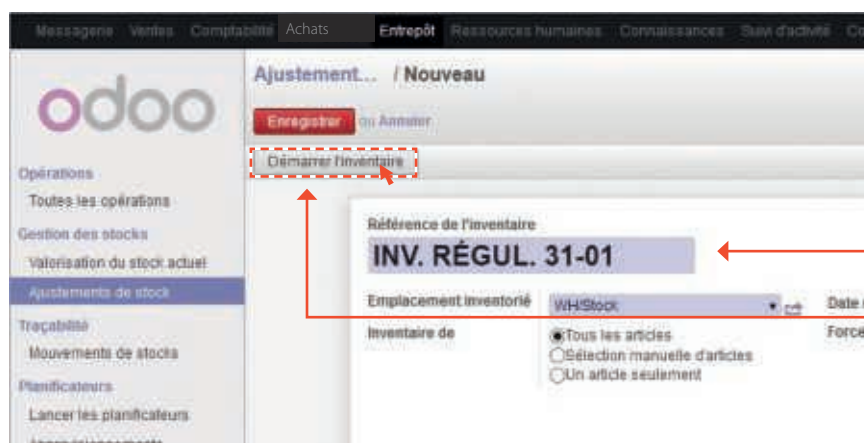 Messagerie Ventes Comptabilité Achats Entrepôt Ressources humaines Connaissances Suivi d'activité Co
odoo
Ajustement... / Nouveau
Enregistrer ou Annuler
Démarrer l'inventaire
Opérations
Toutes les opérations
Gestion des stocks
Valorisation du stock actuel
Ajustements de stock
Traçabilité
Mouvements de stocks
Planificateurs
Lancer les planificateurs
Référence de l'inventaire
INV. RÉGUL. 31-01
Emplacement inventorié WH/Stock Date
Inventaire de Tous les articles Force
Sélection manuelle d'articles
Un article seulement